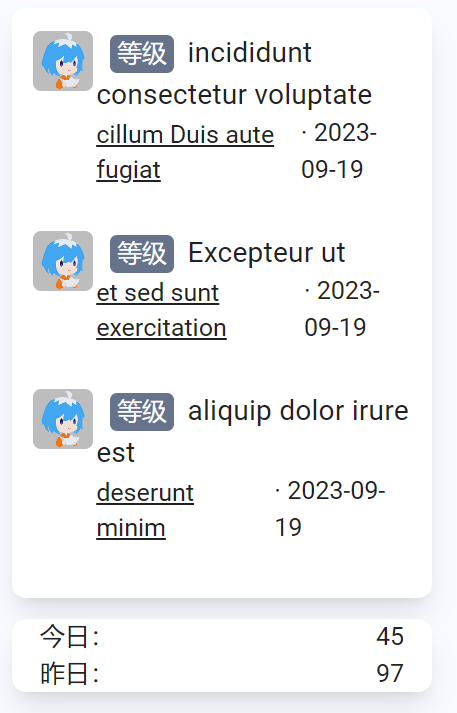 等级 incididunt
consectetur voluptate
cillum Duis aute · 2023-
fugiat 09-19
等级 Excepteur ut
et sed sunt · 2023-
exercitation 09-19
等级 aliquip dolor irure
est
deserunt · 2023-09-
minim 19
今日： 45
昨日： 97